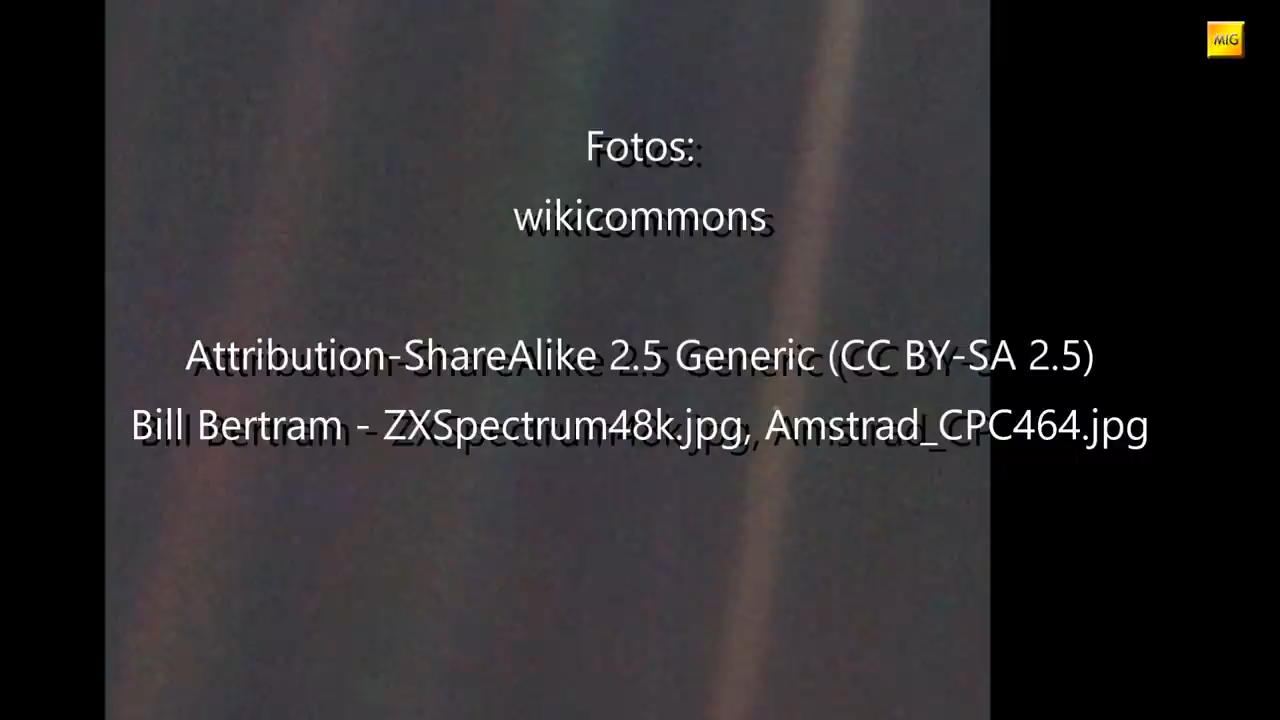 MIG
Fotos:
wikicommons
Attribution-ShareAlike 2.5 Generic (CC BY-SA 2.5)
Bill Bertram - ZXSpectrum48k.jpg, Amstrad_CPC464.jpg